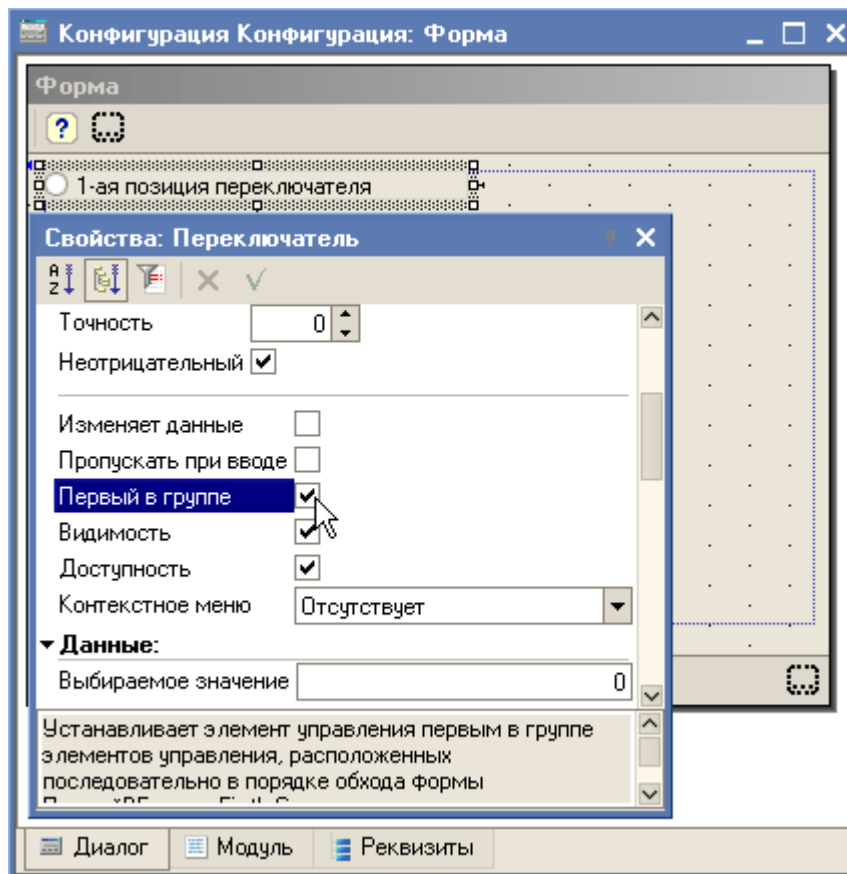 Конфигурация Конфигурация: Форма
Форма
1-ая позиция переключателя
Свойства: Переключатель
Точность 0
Неотрицательный
Изменяет данные
Пропускать при вводе
Первый в группе
Видимость
Доступность
Контекстное меню Отсутствует
Данные:
Выбираемое значение 0
Устанавливает элемент управления первым в группе
элементов управления, расположенных
последовательно в порядке обхода формы
Диалог Модуль Реквизиты